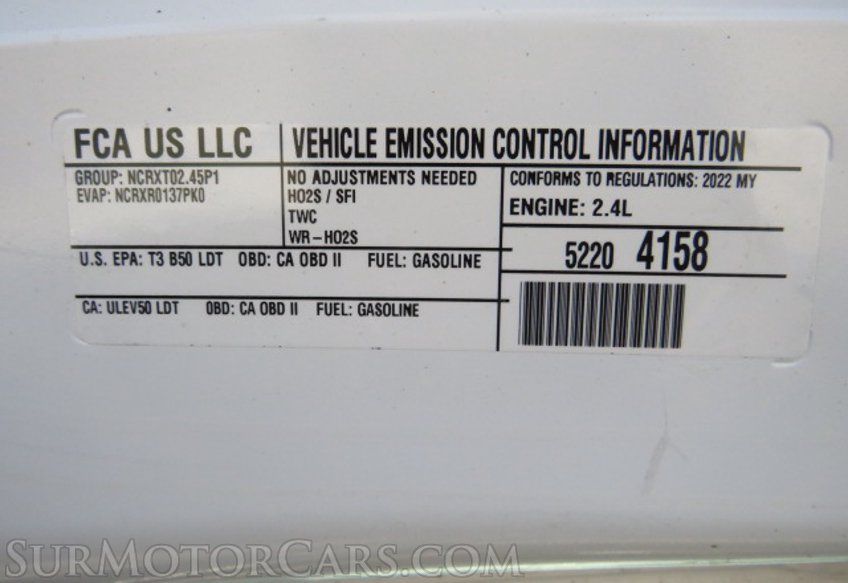 FCA US LLC VEHICLE EMISSION CONTROL INFORMATION
GROUP: NCRXT02.45P1
EVAP: NCRXR0137PK0
NO ADJUSTMENTS NEEDED
HO2S / SFI
TWC
WR-HO2S
CONFORMS TO REGULATIONS: 2022 MY
ENGINE: 2.4L
5220 4158
U.S. EPA: T3 B50 LDT OBD: CA OBD II FUEL: GASOLINE
CA: ULEV50 LDT OBD: CA OBD II FUEL: GASOLINE
SurMotorCars.com